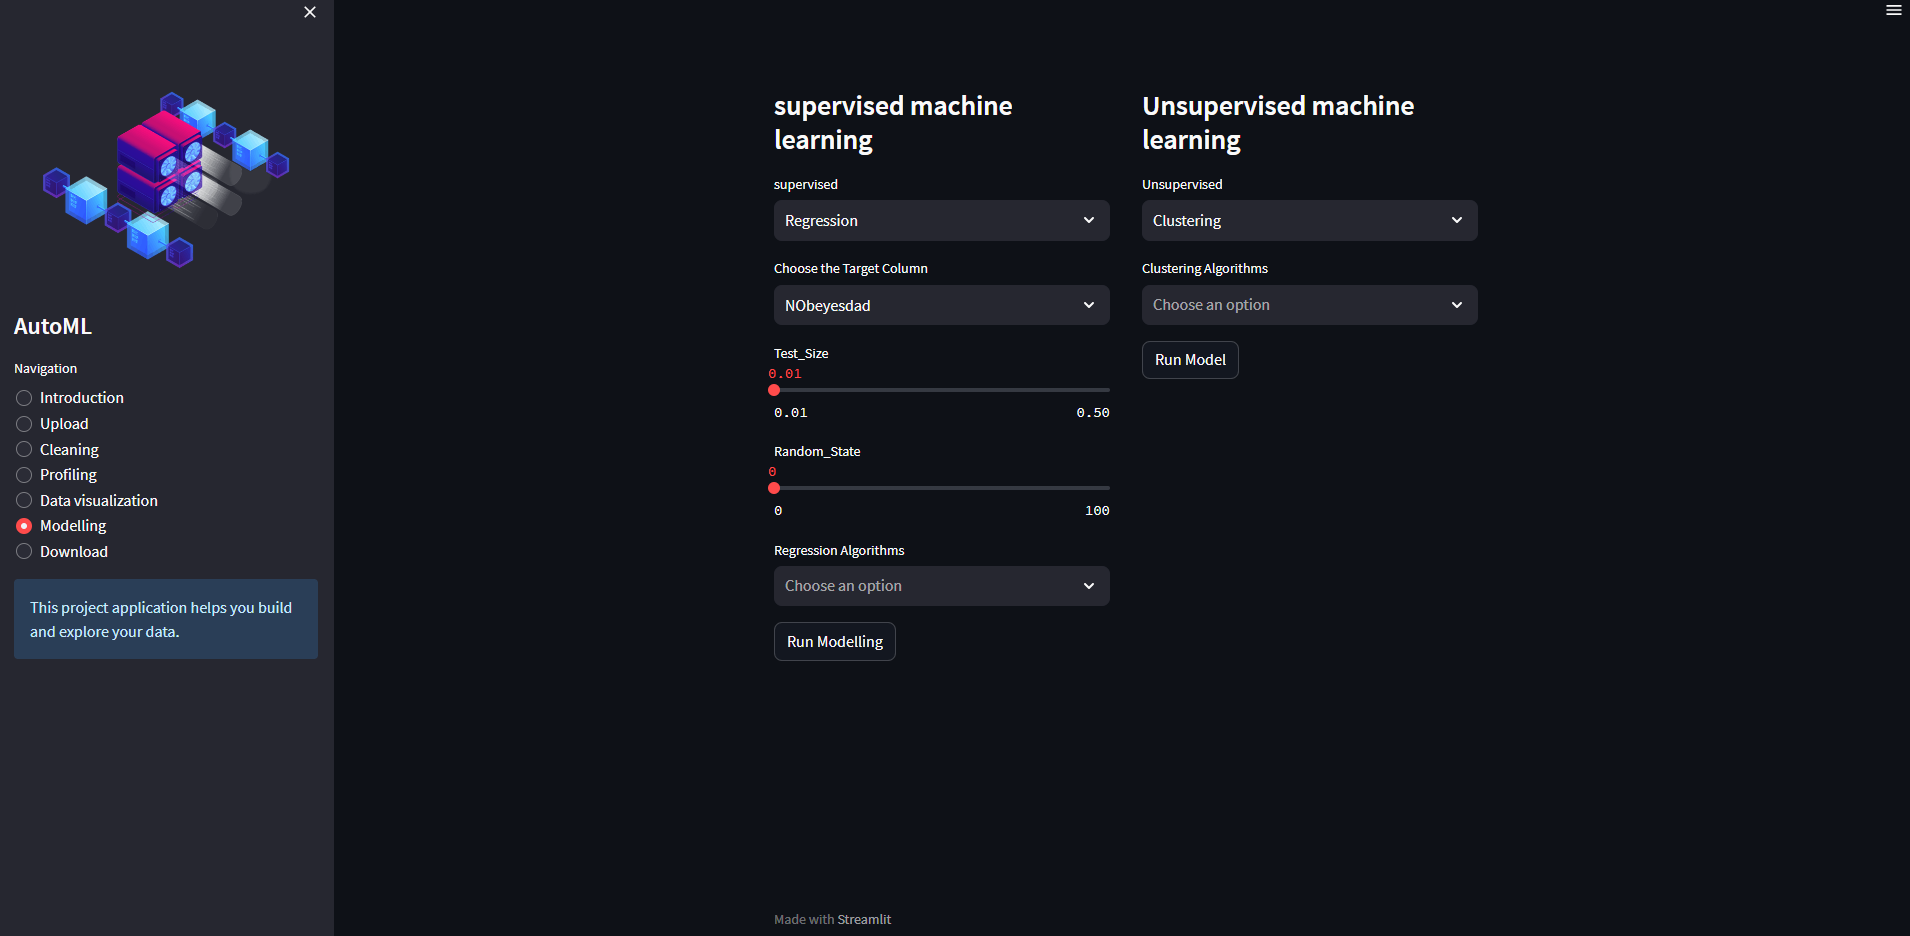 AutoML
Navigation
Introduction
Upload
Cleaning
Profiling
Data visualization
Modelling
Download
This project application helps you build
and explore your data.
supervised machine
learning
supervised
Regression
Choose the Target Column
NObeyesdad
Test_Size
0.01
0.01 0.50
Random_State
0
0 100
Regression Algorithms
Choose an option
Run Modelling
Unsupervised machine
learning
Unsupervised
Clustering
Clustering Algorithms
Choose an option
Run Model
Made with Streamlit